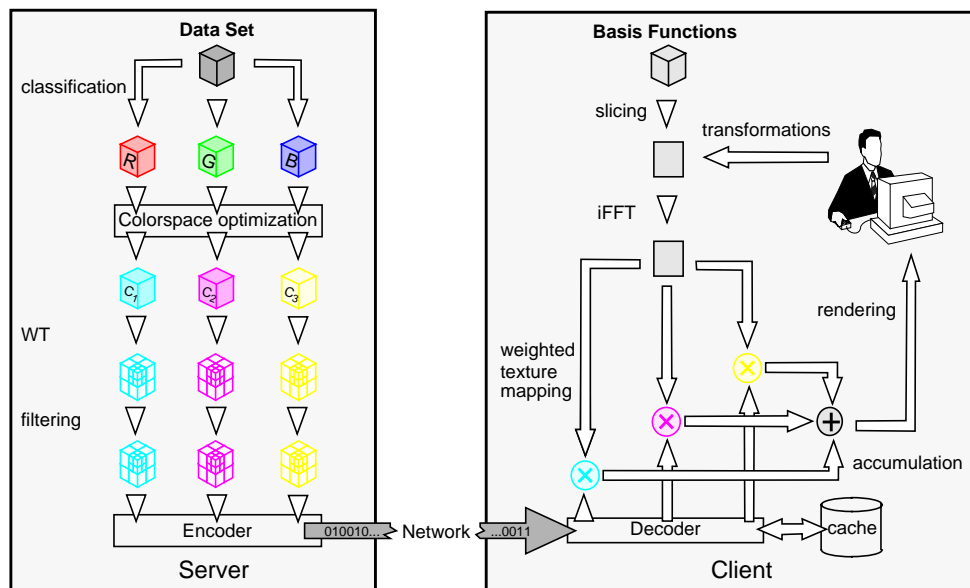 Data Set
classification
R
G
B
Colorspace optimization
C1
C2
C3
WT
filtering
Encoder
Server
010010...
Network
...0011
Basis Functions
slicing
transformations
iFFT
weighted
texture
mapping
rendering
accumulation
Decoder
cache
Client